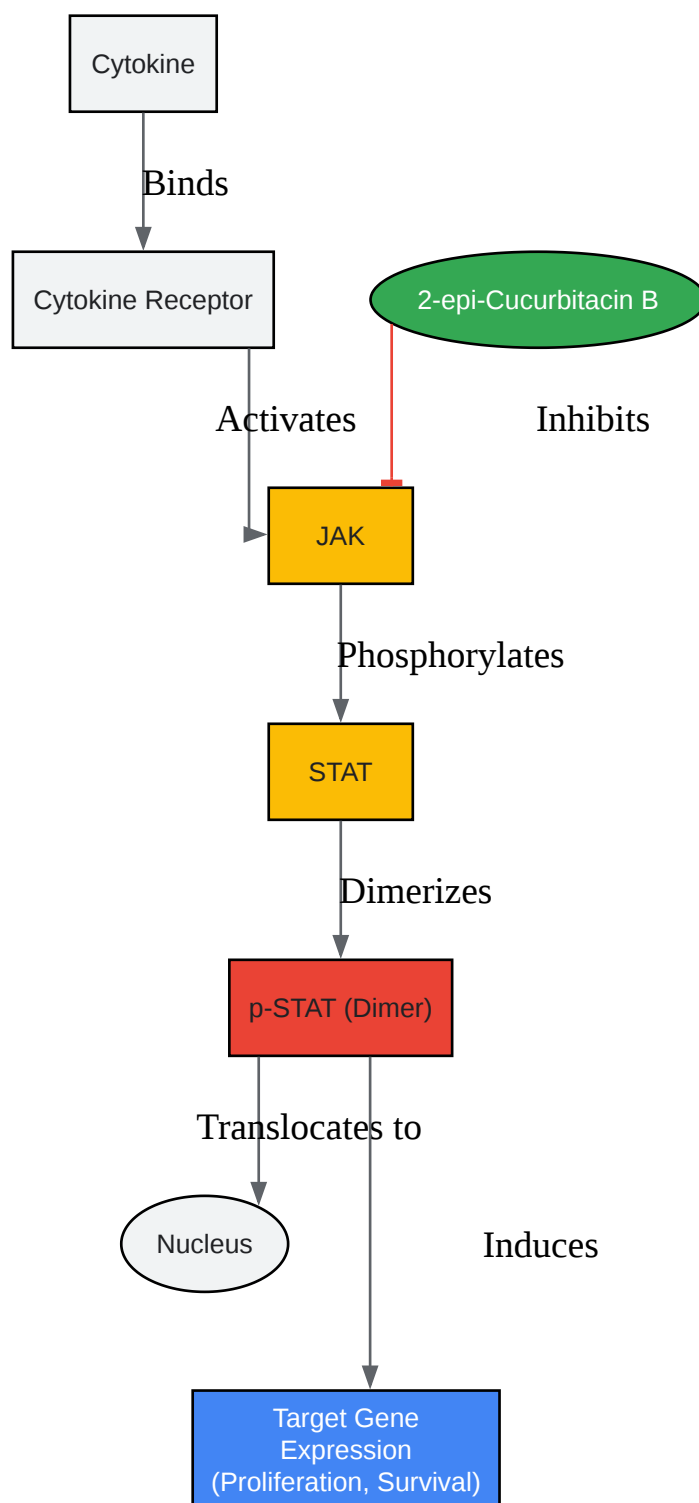 Cytokine
Binds
Cytokine Receptor
2-epi-Cucurbitacin B
Activates
Inhibits
JAK
Phosphorylates
STAT
Dimerizes
p-STAT (Dimer)
Translocates to
Nucleus
Induces
Target Gene
Expression
(Proliferation, Survival)